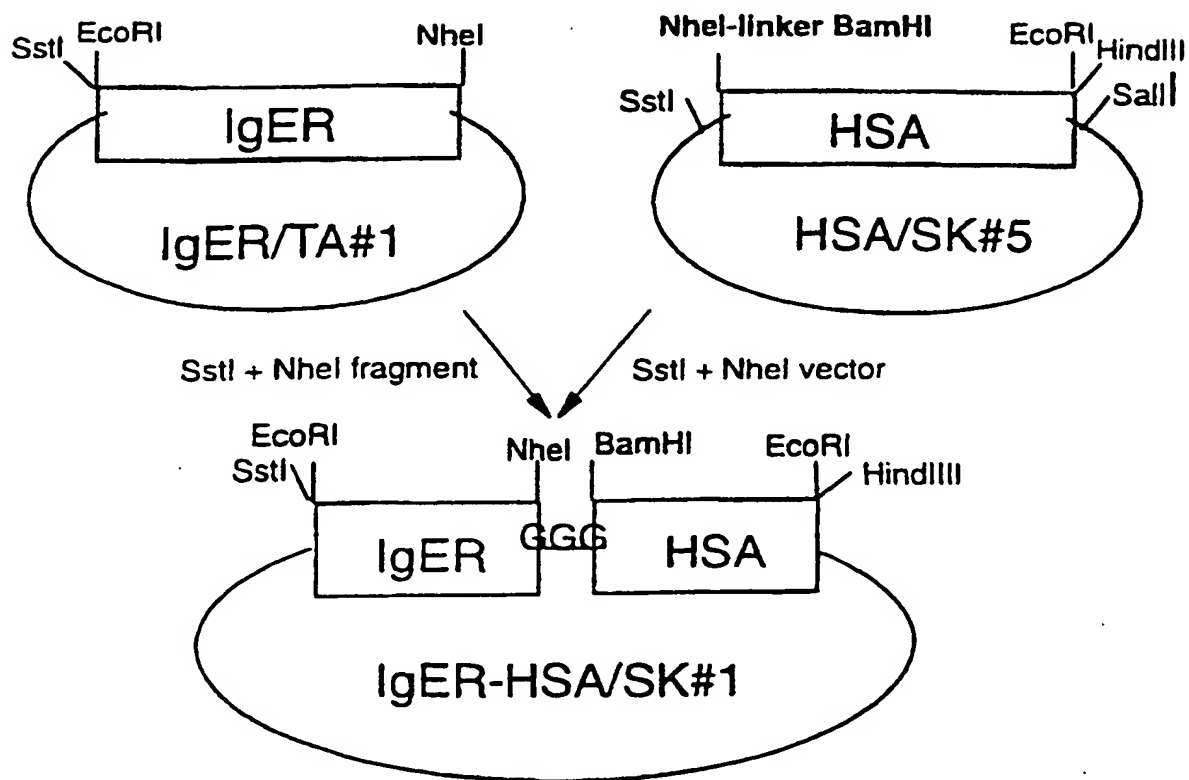 SstI EcoRI NheI
IgER
IgER/TA#1
NheI-linker BamHI EcoRI
HindIII
SstI
SalI
HSA
HSA/SK#5
SstI + NheI fragment
SstI + NheI vector
EcoRI
SstI
NheI BamHI EcoRI
HindIIII
IgER GGG HSA
IgER-HSA/SK#1